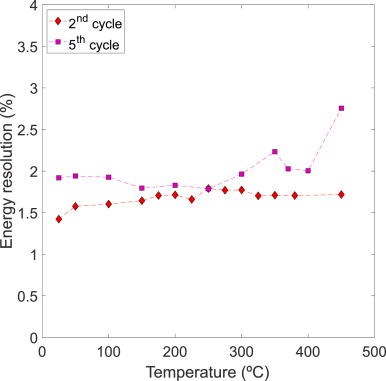 4
2nd cycle
5th cycle
3.5
3
2.5
2
1.5
1
0.5
0
Energy resolution (%)
0 100 200 300 400 500
Temperature (ºC)